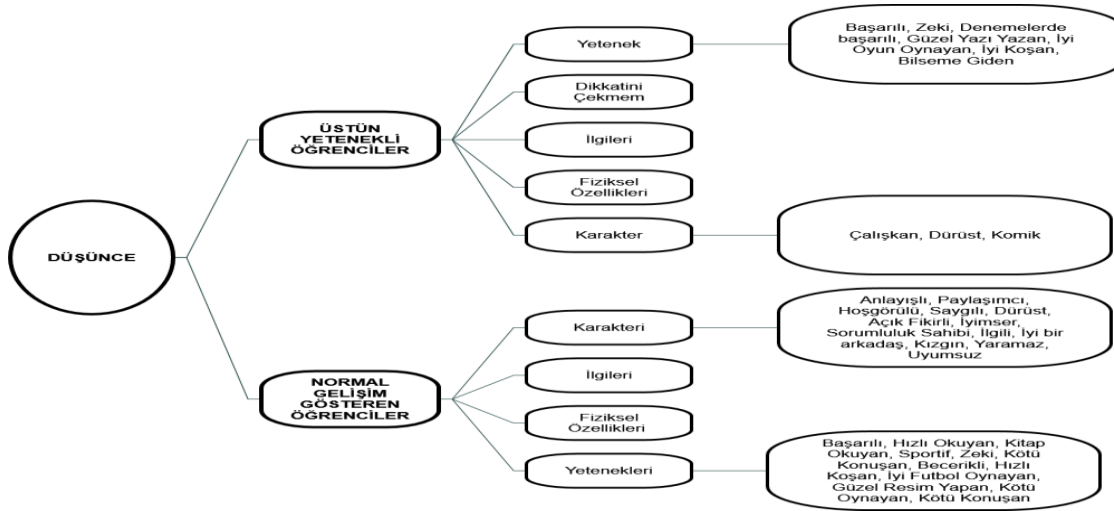 DÜŞÜNCE
ÜSTÜN
YETENEKLİ
ÖĞRENCİLER
Yetenek
Başarılı, Zeki, Denemelerde
başarılı, Güzel Yazı Yazan, İyi
Oyun Oynayan, İyi Koşan,
Bilseme Giden
Dikkatini
Çekmem
İlgileri
Fiziksel
Özellikleri
Karakter
Çalışkan, Dürüst, Komik
NORMAL
GELİŞİM
GÖSTEREN
ÖĞRENCİLER
Karakteri
Anlayışlı, Paylaşımcı,
Hoşgörülü, Saygılı, Dürüst,
Açık Fikirli, İyimser,
Sorumluluk Sahibi, İlgili, İyi bir
arkadaş, Kızgın, Yaramaz,
Uyumsuz
İlgileri
Fiziksel
Özellikleri
Yetenekleri
Başarılı, Hızlı Okuyan, Kitap
Okuyan, Sportif, Zeki, Kötü
Konuşan, Becerikli, Hızlı
Koşan, İyi Futbol Oynayan,
Güzel Resim Yapan, Kötü
Oynayan, Kötü Konuşan